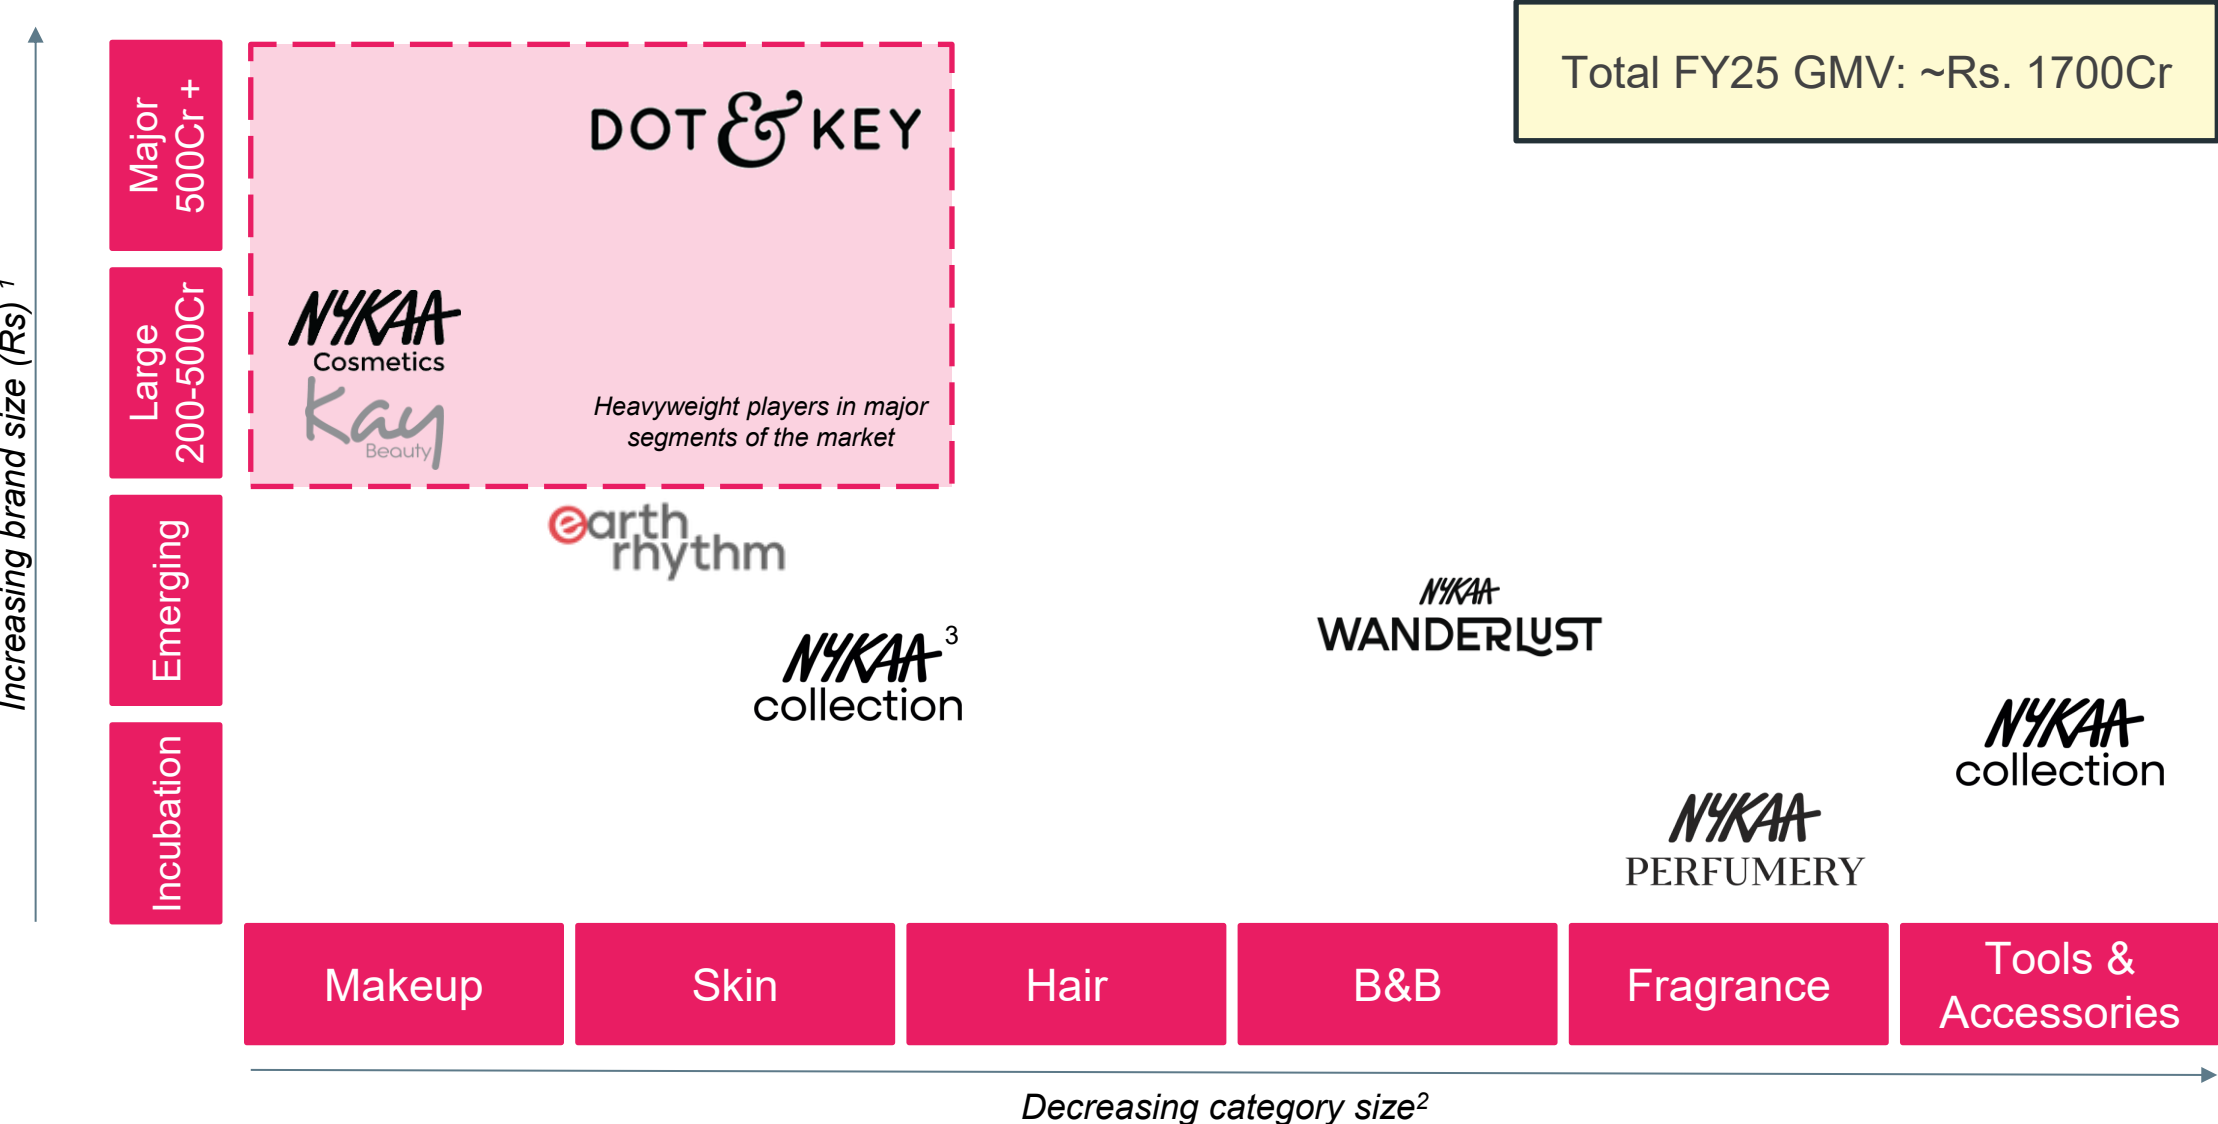 Total FY25 GMV: ~Rs. 1700Cr
Increasing brand size (Rs) 1
Major
500Cr +
Large
200-500Cr
Emerging
Incubation
DOT & KEY
NYKAA
Cosmetics
Kay
Beauty
Heavyweight players in major
segments of the market
earth
rhythm
NYKAA 3
collection
NYKAA
WANDERLUST
NYKAA
collection
NYKAA
PERFUMERY
Makeup
Skin
Hair
B&B
Fragrance
Tools &
Accessories
Decreasing category size2